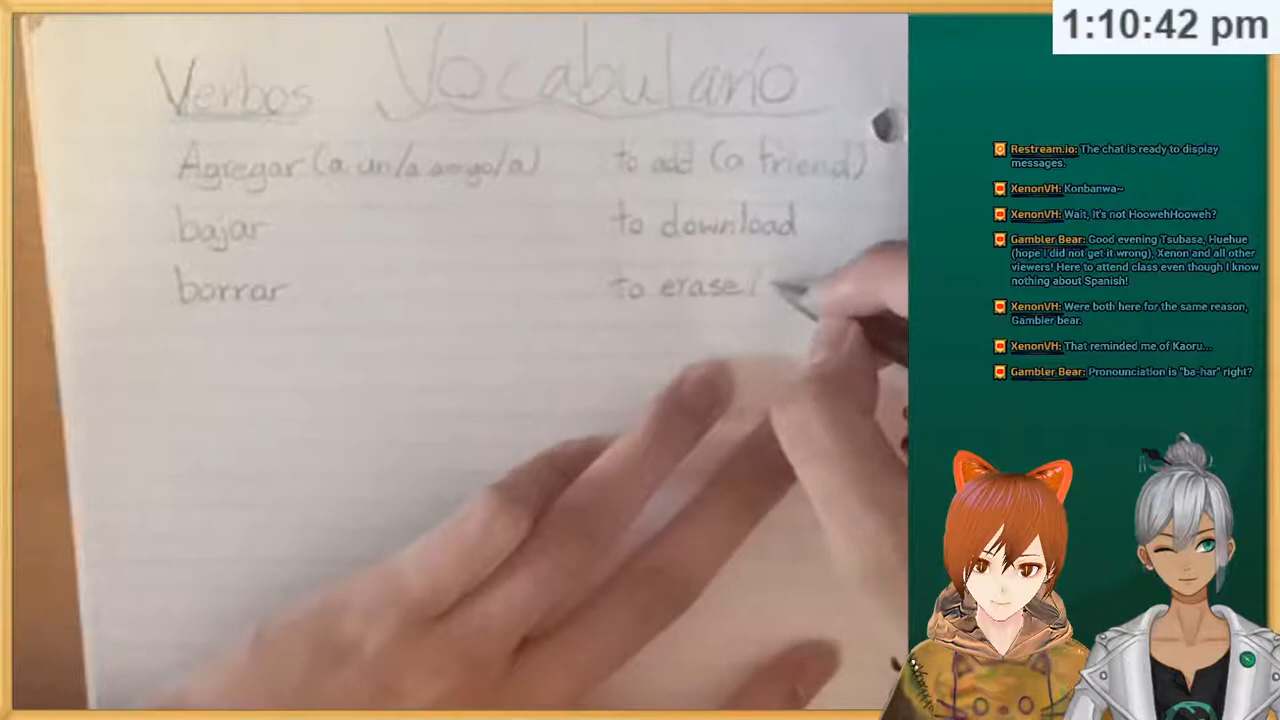 1:10:42 pm
Verbos Vocabulario
Agregar (a un/a amigo/a) to add (a friend)
bajar to download
borrar to erase/
Restream.io: The chat is ready to display
messages.
XenonVH: Konbanwa~
XenonVH: Wait, it's not HoowehHooweh?
Gambler Bear: Good evening Tsubasa, Huehue
(hope I did not get it wrong), Xenon and all other
viewers! Here to attend class even though I know
nothing about Spanish!
XenonVH: Were both here for the same reason,
Gambler bear.
XenonVH: That reminded me of Kaoru...
Gambler Bear: Pronounciation is "ba-har" right?